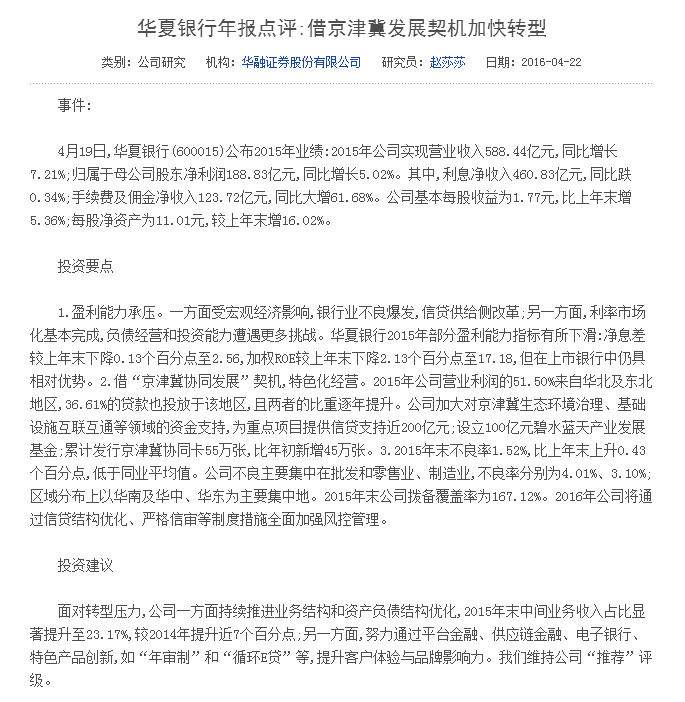 华夏银行年报点评:借京津冀发展契机加快转型
类别: 公司研究 机构: 华融证券股份有限公司 研究员: 赵莎莎 日期: 2016-04-22
事件:
4月19日,华夏银行(600015)公布2015年业绩:2015年公司实现营业收入588.44亿元,同比增长
7.21%;归属于母公司股东净利润188.83亿元,同比增长5.02%。其中,利息净收入460.83亿元,同比跌
0.34%;手续费及佣金净收入123.72亿元,同比大增61.68%。公司基本每股收益为1.77元,比上年末增
5.36%;每股净资产为11.01元,较上年末增16.02%。
投资要点
1.盈利能力承压。一方面受宏观经济影响,银行业不良爆发,信贷供给侧改革;另一方面,利率市场
化基本完成,负债经营和投资能力遭遇更多挑战。华夏银行2015年部分盈利能力指标有所下滑:净息差
较上年末下降0.13个百分点至2.56,加权ROE较上年末下降2.13个百分点至17.18,但在上市银行中仍具
相对优势。2.借“京津冀协同发展”契机,特色化经营。2015年公司营业利润的51.50%来自华北及东北
地区,36.61%的贷款也投放于该地区,且两者的比重逐年提升。公司加大对京津冀生态环境治理、基础
设施互联互通等领域的资金支持,为重点项目提供信贷支持近200亿元;设立100亿元碧水蓝天产业发展
基金;累计发行京津冀协同卡55万张,比年初新增45万张。3.2015年末不良率1.52%,比上年末上升0.43
个百分点,低于同业平均值。公司不良主要集中在批发和零售业、制造业,不良率分别为4.01%、3.10%;
区域分布上以华南及华中、华东为主要集中地。2015年末公司拨备覆盖率为167.12%。2016年公司将通
过信贷结构优化、严格信审等制度措施全面加强风控管理。
投资建议
面对转型压力,公司一方面持续推进业务结构和资产负债结构优化,2015年末中间业务收入占比显
著提升至23.17%,较2014年提升近7个百分点;另一方面,努力通过平台金融、供应链金融、电子银行、
特色产品创新,如“年审制”和“循环E贷”等,提升客户体验与品牌影响力。我们维持公司“推荐”评
级。